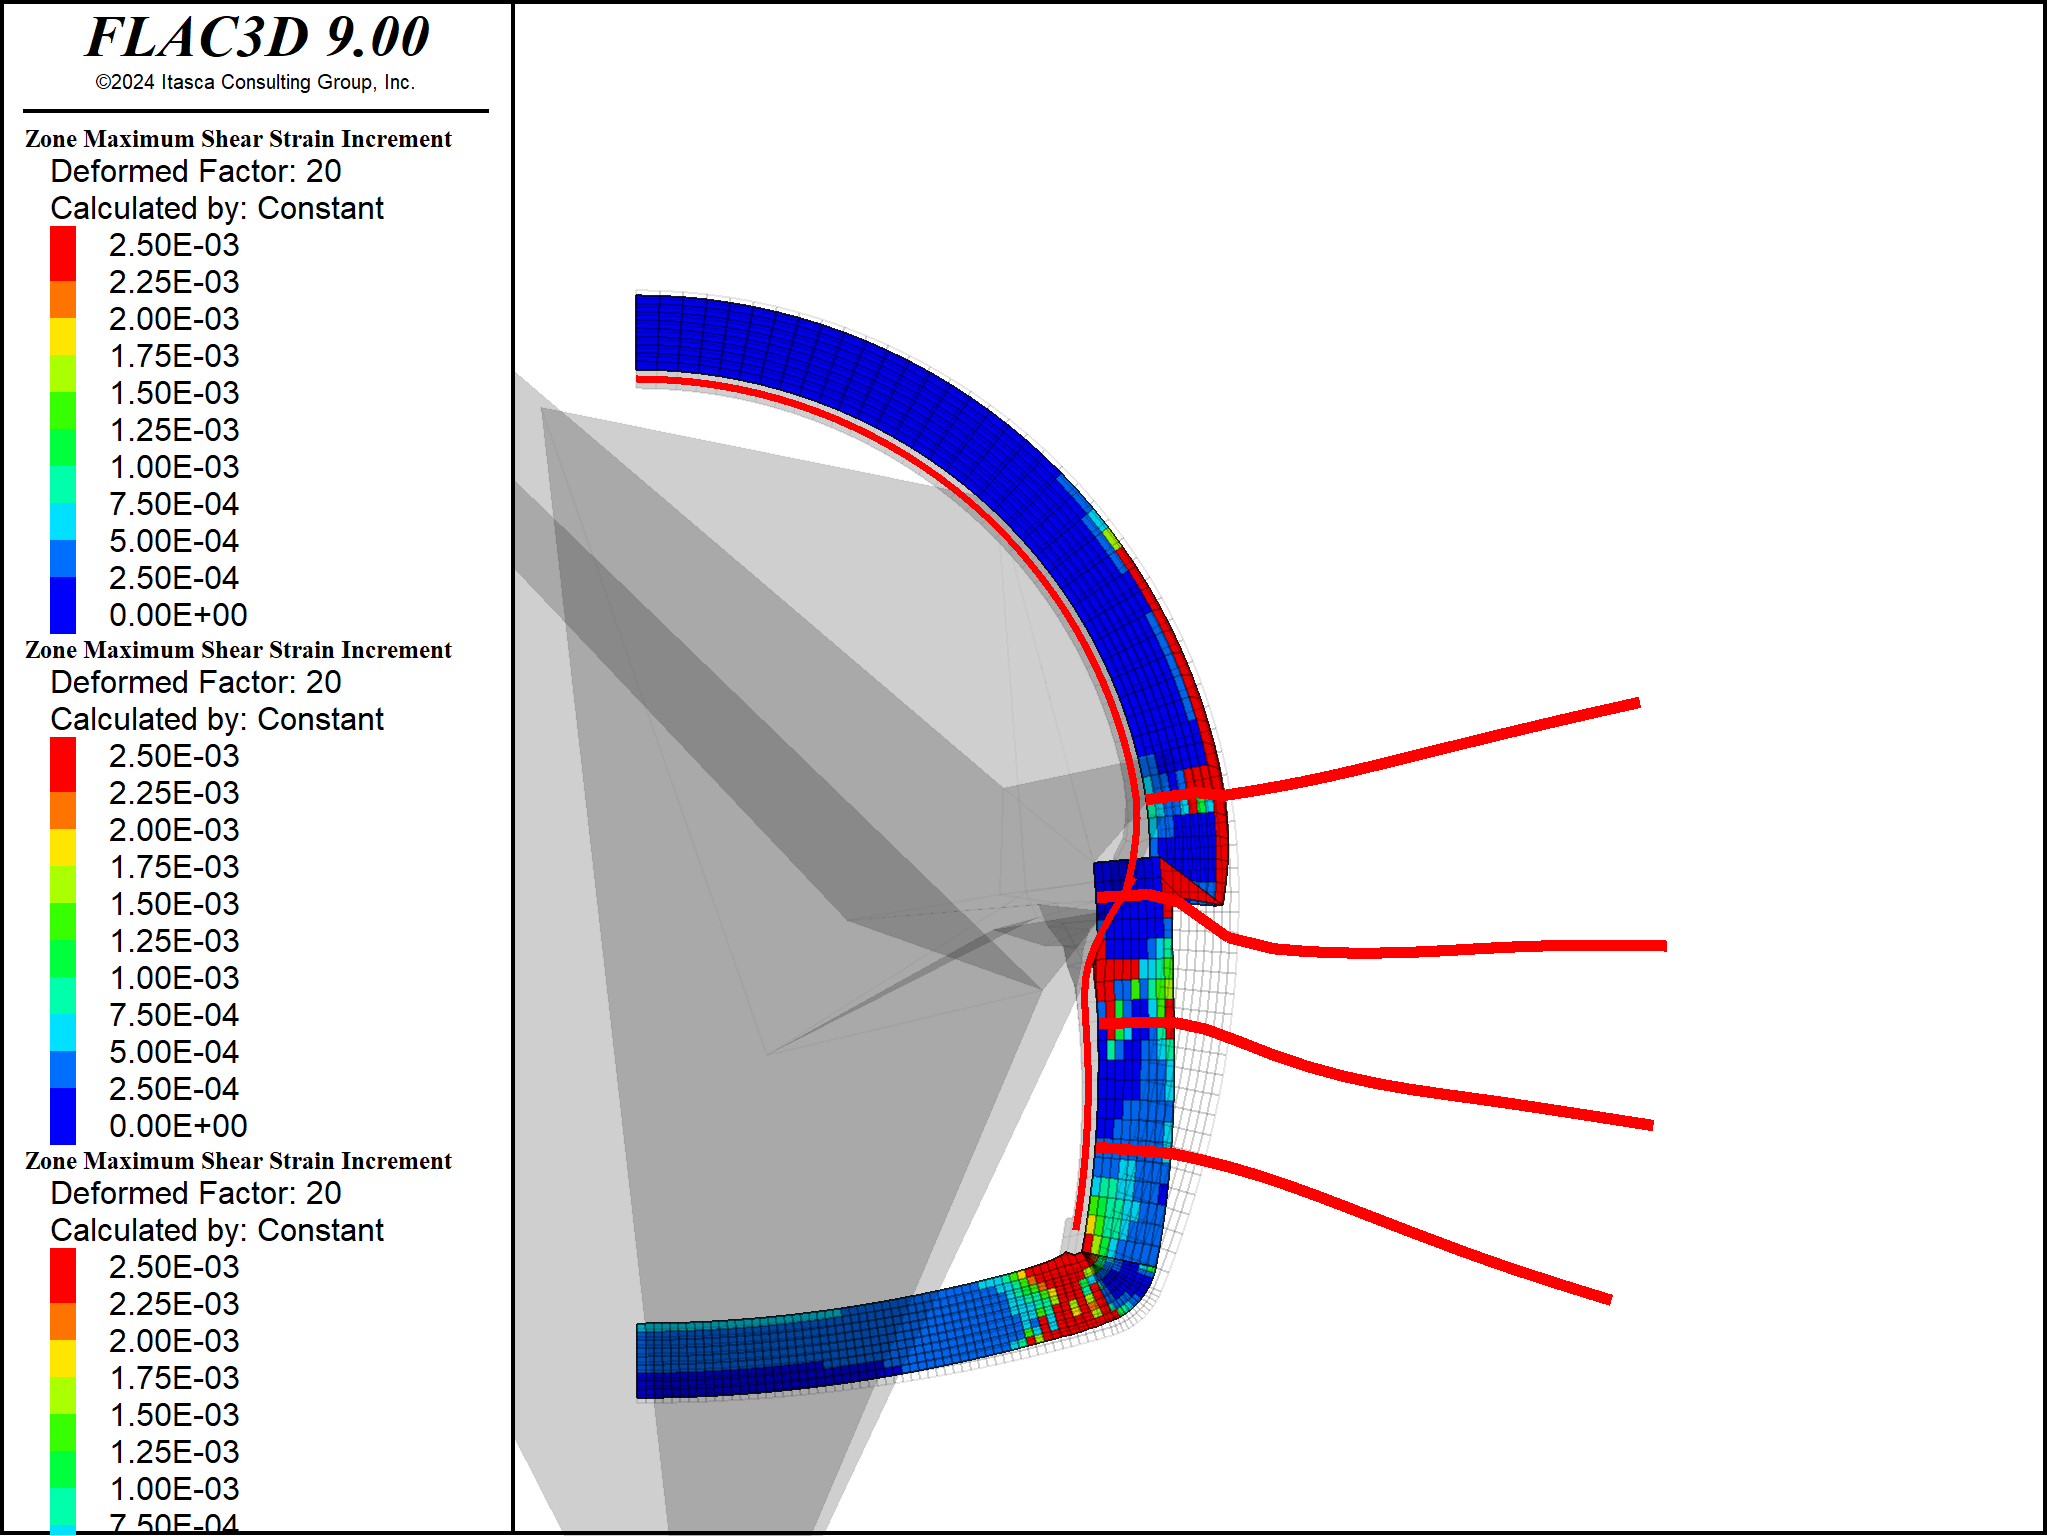 FLAC3D 9.00
©2024 Itasca Consulting Group, Inc.
Zone Maximum Shear Strain Increment
Deformed Factor: 20
Calculated by: Constant
2.50E-03
2.25E-03
2.00E-03
1.75E-03
1.50E-03
1.25E-03
1.00E-03
7.50E-04
5.00E-04
2.50E-04
0.00E+00
Zone Maximum Shear Strain Increment
Deformed Factor: 20
Calculated by: Constant
2.50E-03
2.25E-03
2.00E-03
1.75E-03
1.50E-03
1.25E-03
1.00E-03
7.50E-04
5.00E-04
2.50E-04
0.00E+00
Zone Maximum Shear Strain Increment
Deformed Factor: 20
Calculated by: Constant
2.50E-03
2.25E-03
2.00E-03
1.75E-03
1.50E-03
1.25E-03
1.00E-03
7.50E-04